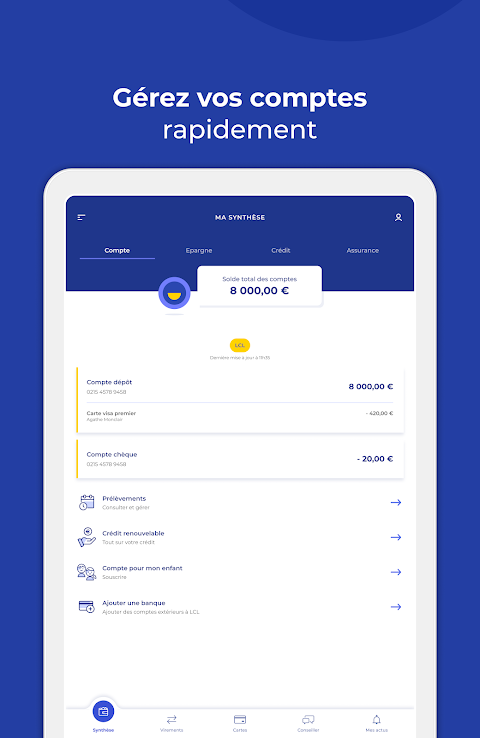 Gérez vos comptes
rapidement
MA SYNTHÈSE
Compte Epargne Crédit Assurance
Solde total des comptes
8 000,00 €
LCL
Dernière mise à jour à 11h35
Compte dépôt
8 000,00 €
0215 4578 9458
Carte visa premier
- 420,00 €
Agathe Monclair
Compte chèque
- 20,00 €
0215 4578 9458
Prélèvements
Consulter et gérer
Crédit renouvelable
Tout sur votre crédit
Compte pour mon enfant
Souscrire
Ajouter une banque
Ajouter des comptes extérieurs à LCL
Synthèse Virements Cartes Conseiller Mes actus